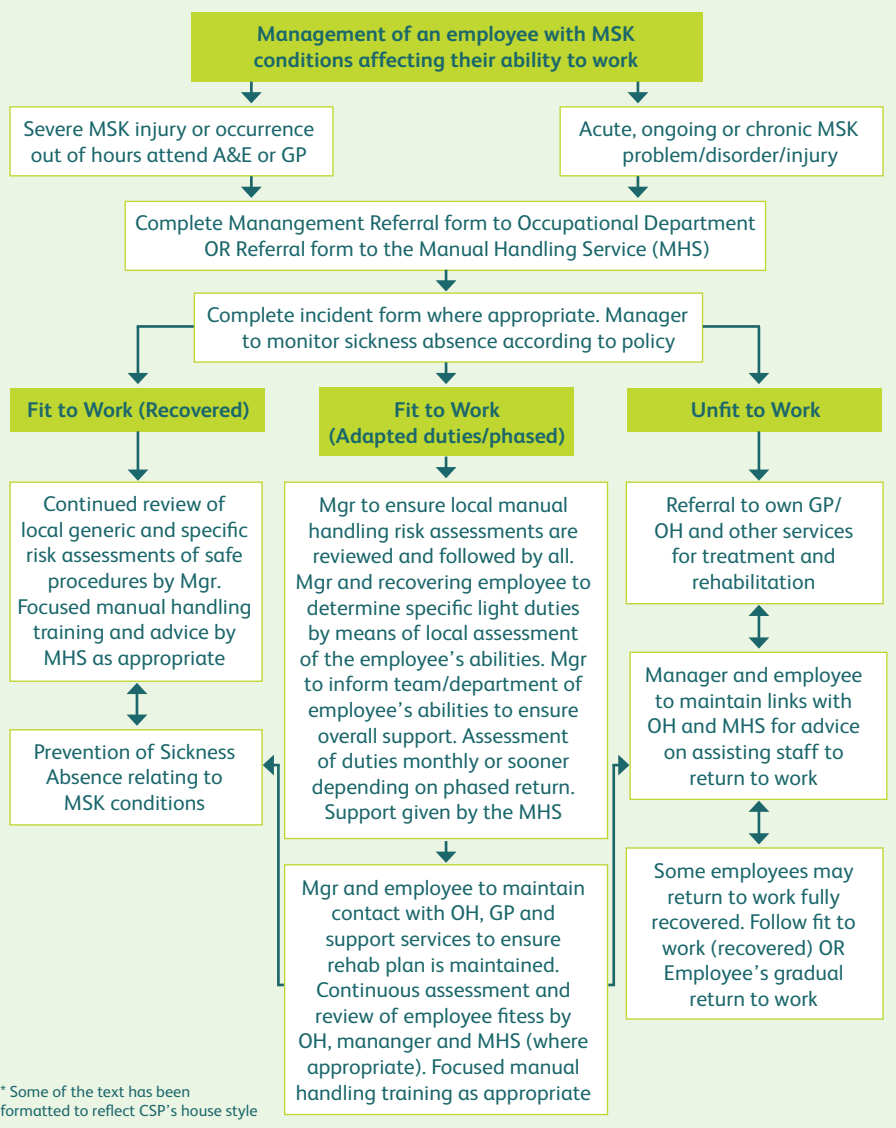 Management of an employee with MSK
conditions affecting their ability to work
Severe MSK injury or occurrence
out of hours attend A&E or GP
Acute, ongoing or chronic MSK
problem/disorder/injury
Complete Manangement Referral form to Occupational Department
OR Referral form to the Manual Handling Service (MHS)
Complete incident form where appropriate. Manager
to monitor sickness absence according to policy
Fit to Work (Recovered)
Continued review of
local generic and specific
risk assessments of safe
procedures by Mgr.
Focused manual handling
training and advice by
MHS as appropriate
Prevention of Sickness
Absence relating to
MSK conditions
Fit to Work
(Adapted duties/phased)
Mgr to ensure local manual
handling risk assessments are
reviewed and followed by all.
Mgr and recovering employee to
determine specific light duties
by means of local assessment
of the employee's abilities. Mgr
to inform team/department of
employee's abilities to ensure
overall support. Assessment
of duties monthly or sooner
depending on phased return.
Support given by the MHS
Mgr and employee to maintain
contact with OH, GP and
support services to ensure
rehab plan is maintained.
Continuous assessment and
review of employee fitess by
OH, mananger and MHS (where
appropriate). Focused manual
handling training as appropriate
Unfit to Work
Referral to own GP/
OH and other services
for treatment and
rehabilitation
Manager and employee
to maintain links with
OH and MHS for advice
on assisting staff to
return to work
Some employees may
return to work fully
recovered. Follow fit to
work (recovered) OR
Employee's gradual
return to work
* Some of the text has been
formatted to reflect CSP's house style